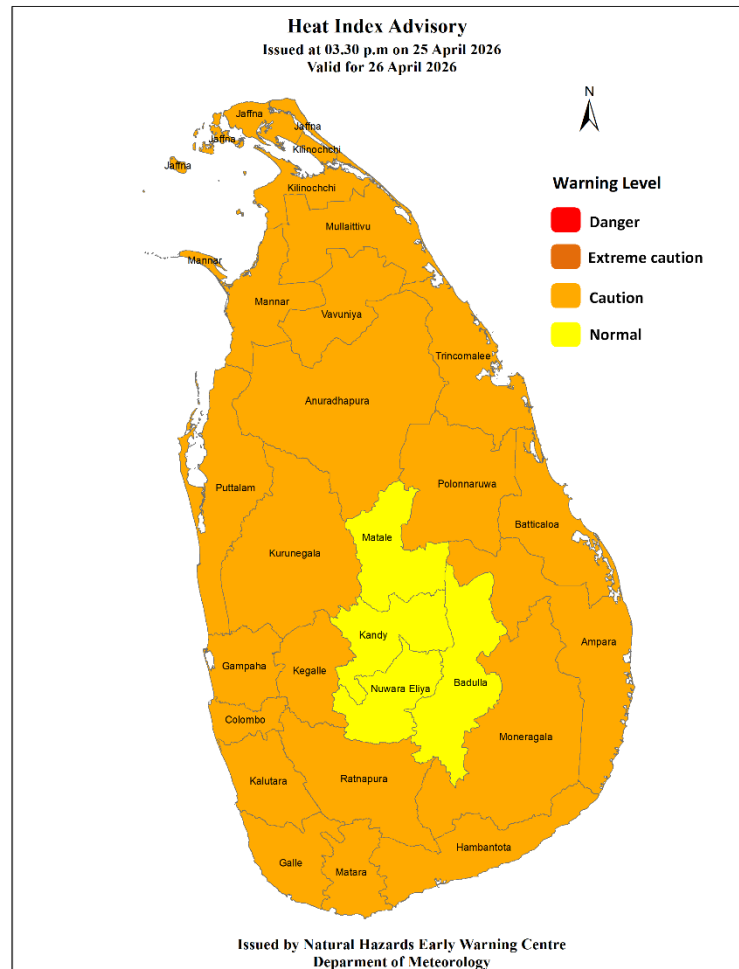 Heat Index Advisory
Issued at 03.30 p.m on 25 April 2026
Valid for 26 April 2026
N
Warning Level
Danger
Extreme caution
Caution
Normal
Jaffna
Jaffna
Jaffna
Jaffna
Kilinochchi
Kilinochchi
Mullaittivu
Mannar
Mannar
Vavuniya
Trincomalee
Anuradhapura
Polonnaruwa
Puttalam
Batticaloa
Matale
Kurunegala
Kandy
Ampara
Gampaha
Kegalle
Nuwara Eliya
Badulla
Colombo
Moneragala
Kalutara
Ratnapura
Hambantota
Galle
Matara
Issued by Natural Hazards Early Warning Centre
Deparment of Meteorology